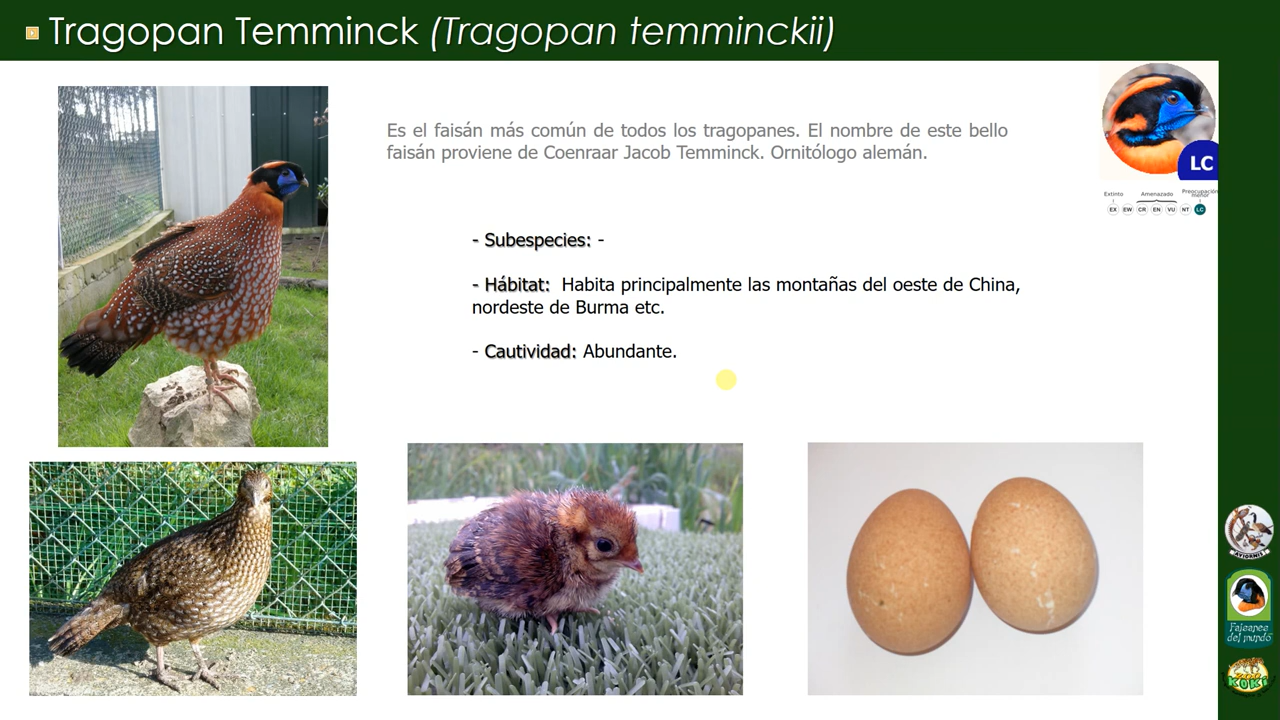 Tragopan Temminck (Tragopan temminckii)
Es el faisán más común de todos los tragopanes. El nombre de este bello
faisán proviene de Coenraar Jacob Temminck. Ornitólogo alemán.
LC
Extinto Amenazado Preocupación menor
EX EW CR EN VU NT LC
- Subespecies: -
- Hábitat: Habita principalmente las montañas del oeste de China,
nordeste de Burma etc.
- Cautividad: Abundante.
AVIORNIS
Faisanes
del mundo
KOKI